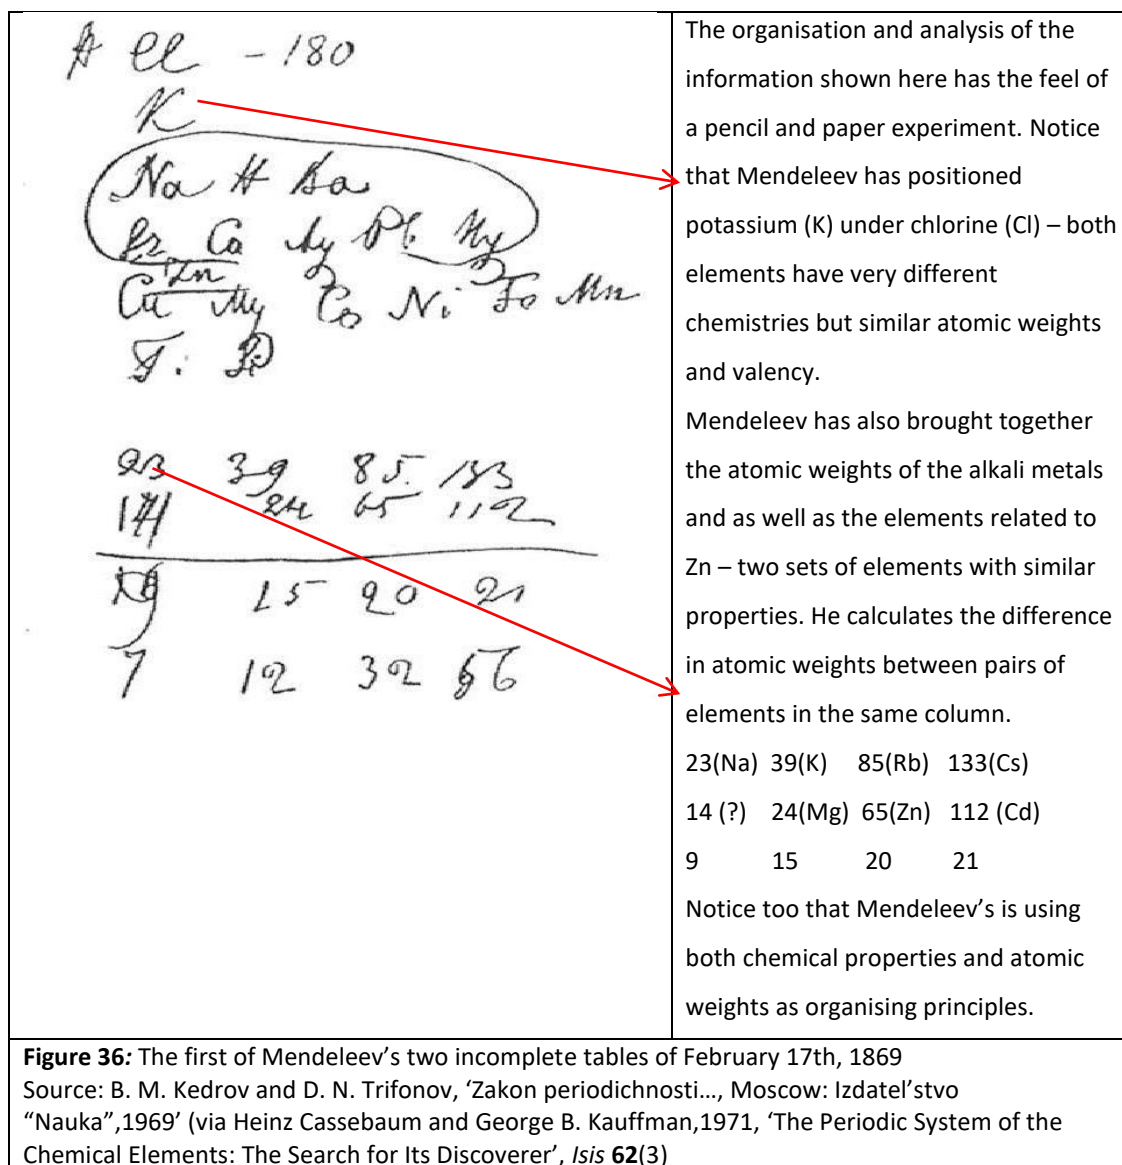 Cl - 180
K
Na H Ba
Sr Ca Ag Pb Hg
Zn
Cu Mg Co Ni Fe Mn
23 39 85. 133
24 65 112
15 20 21
7 12 32 56
The organisation and analysis of the
information shown here has the feel of
a pencil and paper experiment. Notice
that Mendeleev has positioned
potassium (K) under chlorine (Cl) – both
elements have very different
chemistries but similar atomic weights
and valency.
Mendeleev has also brought together
the atomic weights of the alkali metals
and as well as the elements related to
Zn – two sets of elements with similar
properties. He calculates the difference
in atomic weights between pairs of
elements in the same column.
23(Na) 39(K) 85(Rb) 133(Cs)
14 (?) 24(Mg) 65(Zn) 112 (Cd)
9 15 20 21
Notice too that Mendeleev's is using
both chemical properties and atomic
weights as organising principles.
Figure 36: The first of Mendeleev's two incomplete tables of February 17th, 1869
Source: B. M. Kedrov and D. N. Trifonov, 'Zakon periodichnosti…, Moscow: Izdatel'stvo
"Nauka",1969' (via Heinz Cassebaum and George B. Kauffman,1971, 'The Periodic System of the
Chemical Elements: The Search for Its Discoverer', Isis 62(3)